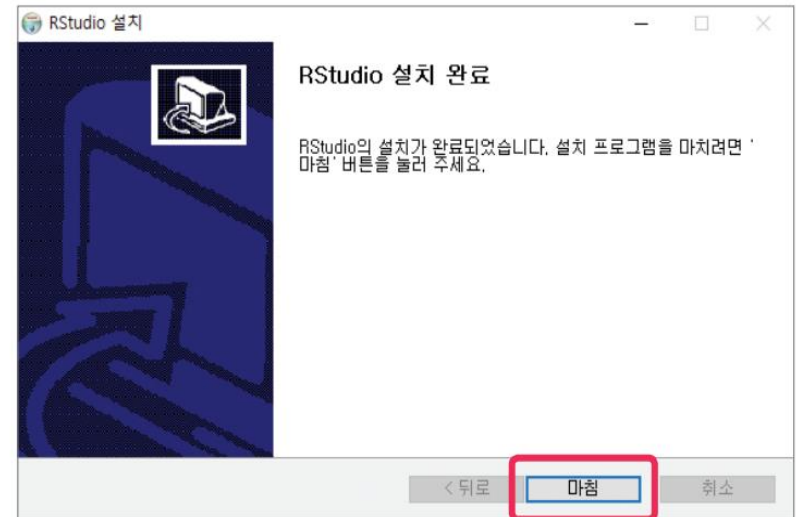 RStudio 설치
RStudio 설치 완료
RStudio의 설치가 완료되었습니다. 설치 프로그램을 마치려면 '
마침' 버튼을 눌러 주세요.
< 뒤로 마침 취소